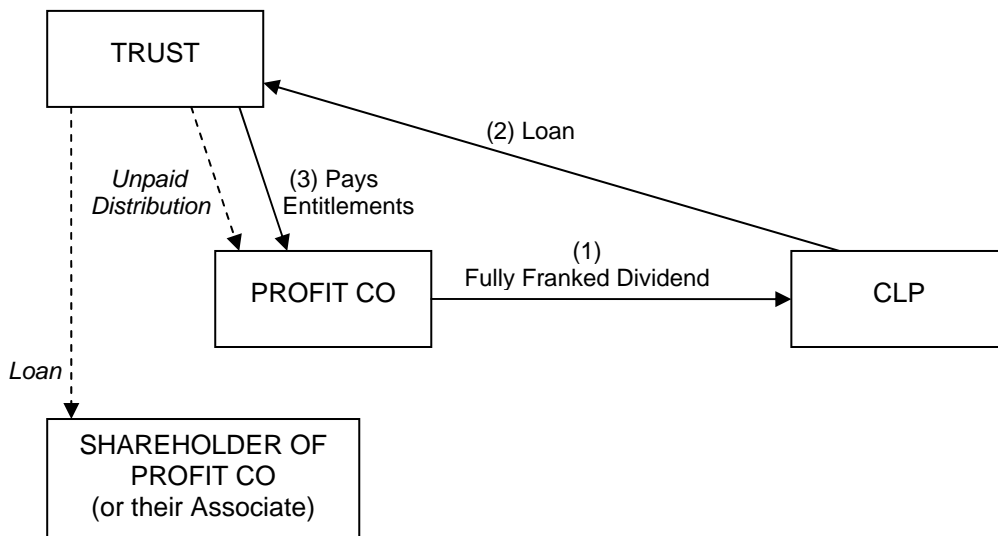 TRUST
(2) Loan
Unpaid
Distribution
(3) Pays
Entitlements
(1)
Fully Franked Dividend
PROFIT CO
CLP
Loan
SHAREHOLDER OF
PROFIT CO
(or their Associate)